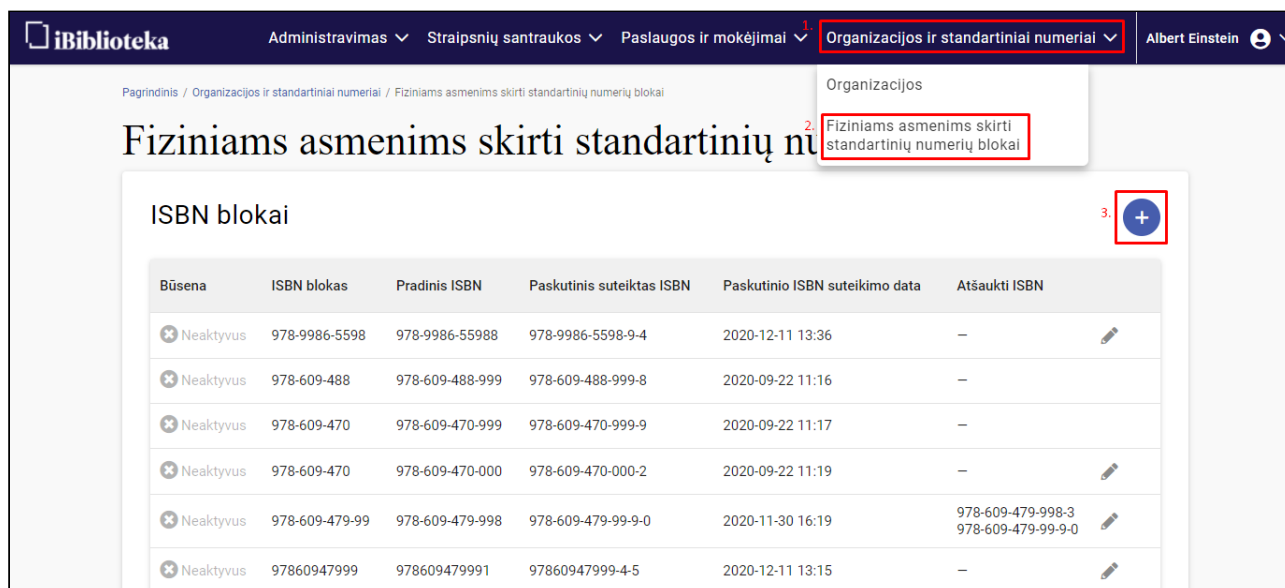 iBiblioteka Administravimas Straipsnių santraukos Paslaugos ir mokėjimai 1. Organizacijos ir standartiniai numeriai Albert Einstein
Pagrindinis / Organizacijos ir standartiniai numeriai / Fiziniams asmenims skirti standartinių numerių blokai
Organizacijos
2. Fiziniams asmenims skirti
standartinių numerių blokai
Fiziniams asmenims skirti standartinių nu
ISBN blokai
3. +
Būsena ISBN blokas Pradinis ISBN Paskutinis suteiktas ISBN Paskutinio ISBN suteikimo data Atšaukti ISBN
Neaktyvus 978-9986-5598 978-9986-55988 978-9986-5598-9-4 2020-12-11 13:36 —
Neaktyvus 978-609-488 978-609-488-999 978-609-488-999-8 2020-09-22 11:16 —
Neaktyvus 978-609-470 978-609-470-999 978-609-470-999-9 2020-09-22 11:17 —
Neaktyvus 978-609-470 978-609-470-000 978-609-470-000-2 2020-09-22 11:19 —
Neaktyvus 978-609-479-99 978-609-479-998 978-609-479-99-9-0 2020-11-30 16:19 978-609-479-998-3
978-609-479-99-9-0
Neaktyvus 97860947999 978609479991 97860947999-4-5 2020-12-11 13:15 —